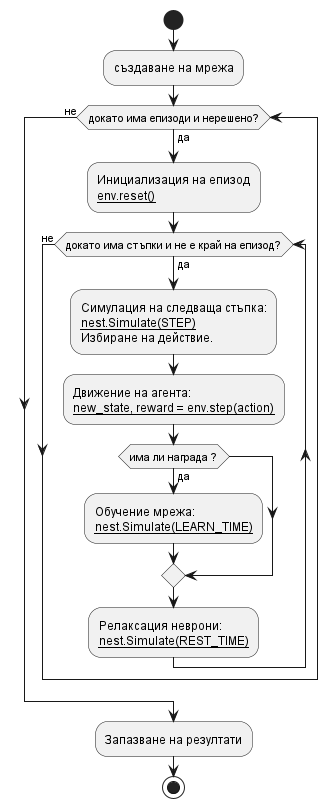 създаване на мрежа
не
докато има епизоди и нерешено?
да
Инициализация на епизод
env.reset()
не
докато има стъпки и не е край на епизод?
да
Симулация на следваща стъпка:
nest.Simulate(STEP)
Избиране на действие.
Движение на агента:
new_state, reward = env.step(action)
има ли награда ?
да
Обучение мрежа:
nest.Simulate(LEARN_TIME)
Релаксация неврони:
nest.Simulate(REST_TIME)
Запазване на резултати